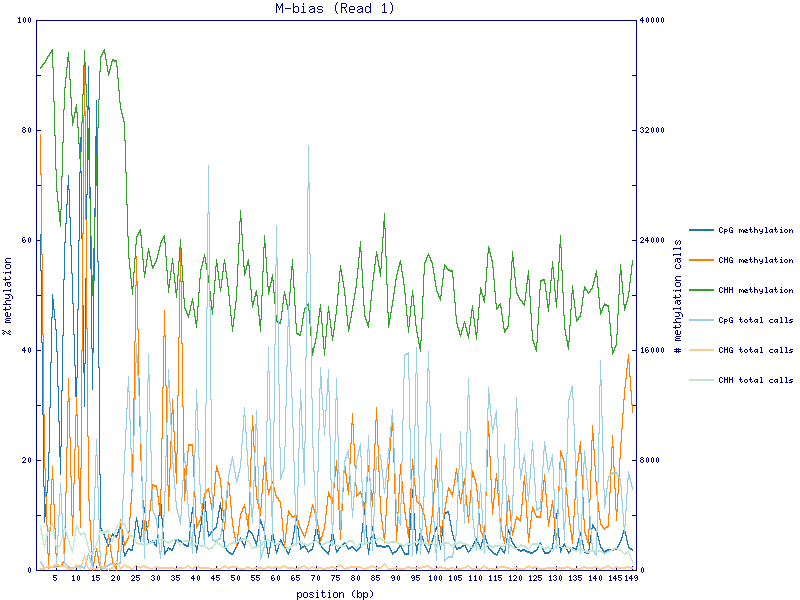 M-bias (Read 1)
100 80 60 40 20 0
% methylation
40000 32000 24000 16000 8000 0
# methylation calls
CpG methylation
CHG methylation
CHH methylation
CpG total calls
CHG total calls
CHH total calls
5 10 15 20 25 30 35 40 45 50 55 60 65 70 75 80 85 90 95 100 105 110 115 120 125 130 135 140 145 149
position (bp)